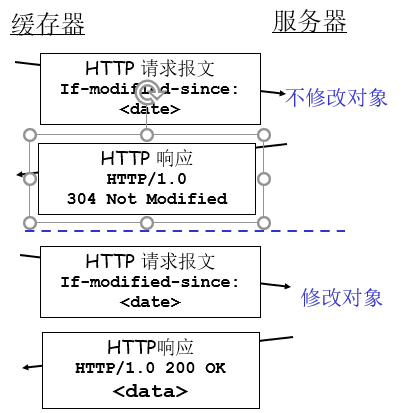 缓存器
服务器
HTTP 请求报文
If-modified-since:
<date>
不修改对象
HTTP 响应
HTTP/1.0
304 Not Modified
HTTP 请求报文
If-modified-since:
<date>
修改对象
HTTP响应
HTTP/1.0 200 OK
<data>